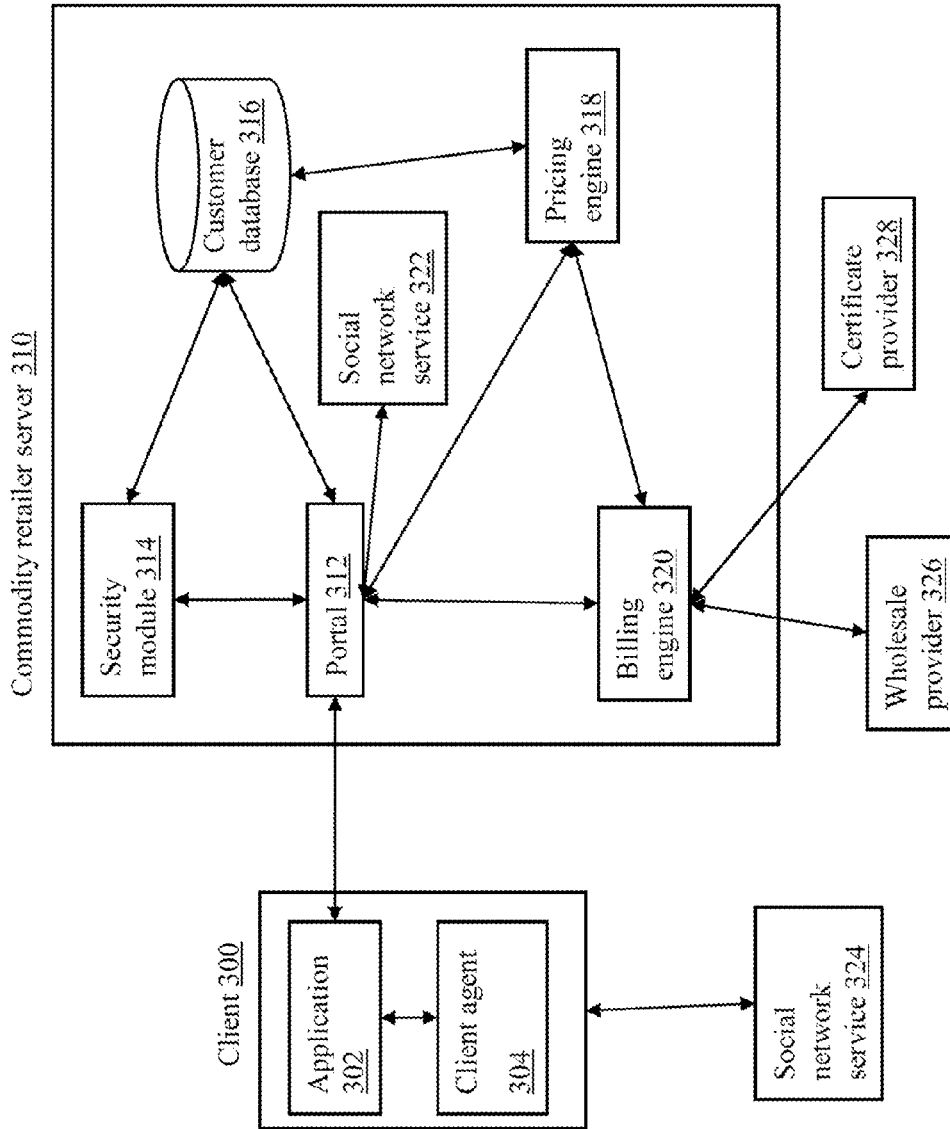 Commodity retailer server 310
Client 300
Security
module 314
Customer
database 316
Application
302
Portal 312
Social
network
service 322
Client agent
304
Billing
engine 320
Pricing
engine 318
Social
network
service 324
Wholesale
provider 326
Certificate
provider 328